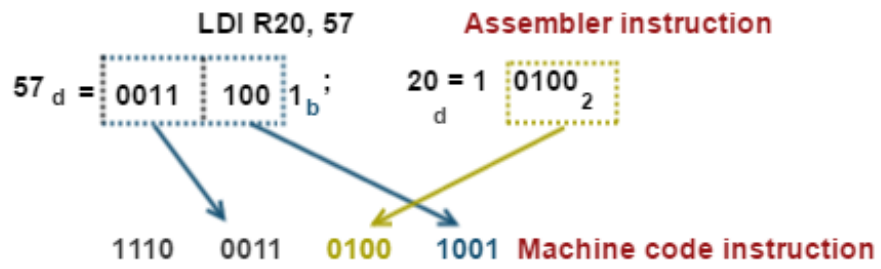 LDI R20, 57 Assembler instruction
57 d = 0011 100 1 b ; 20 d = 1 0100 2
1110 0011 0100 1001 Machine code instruction